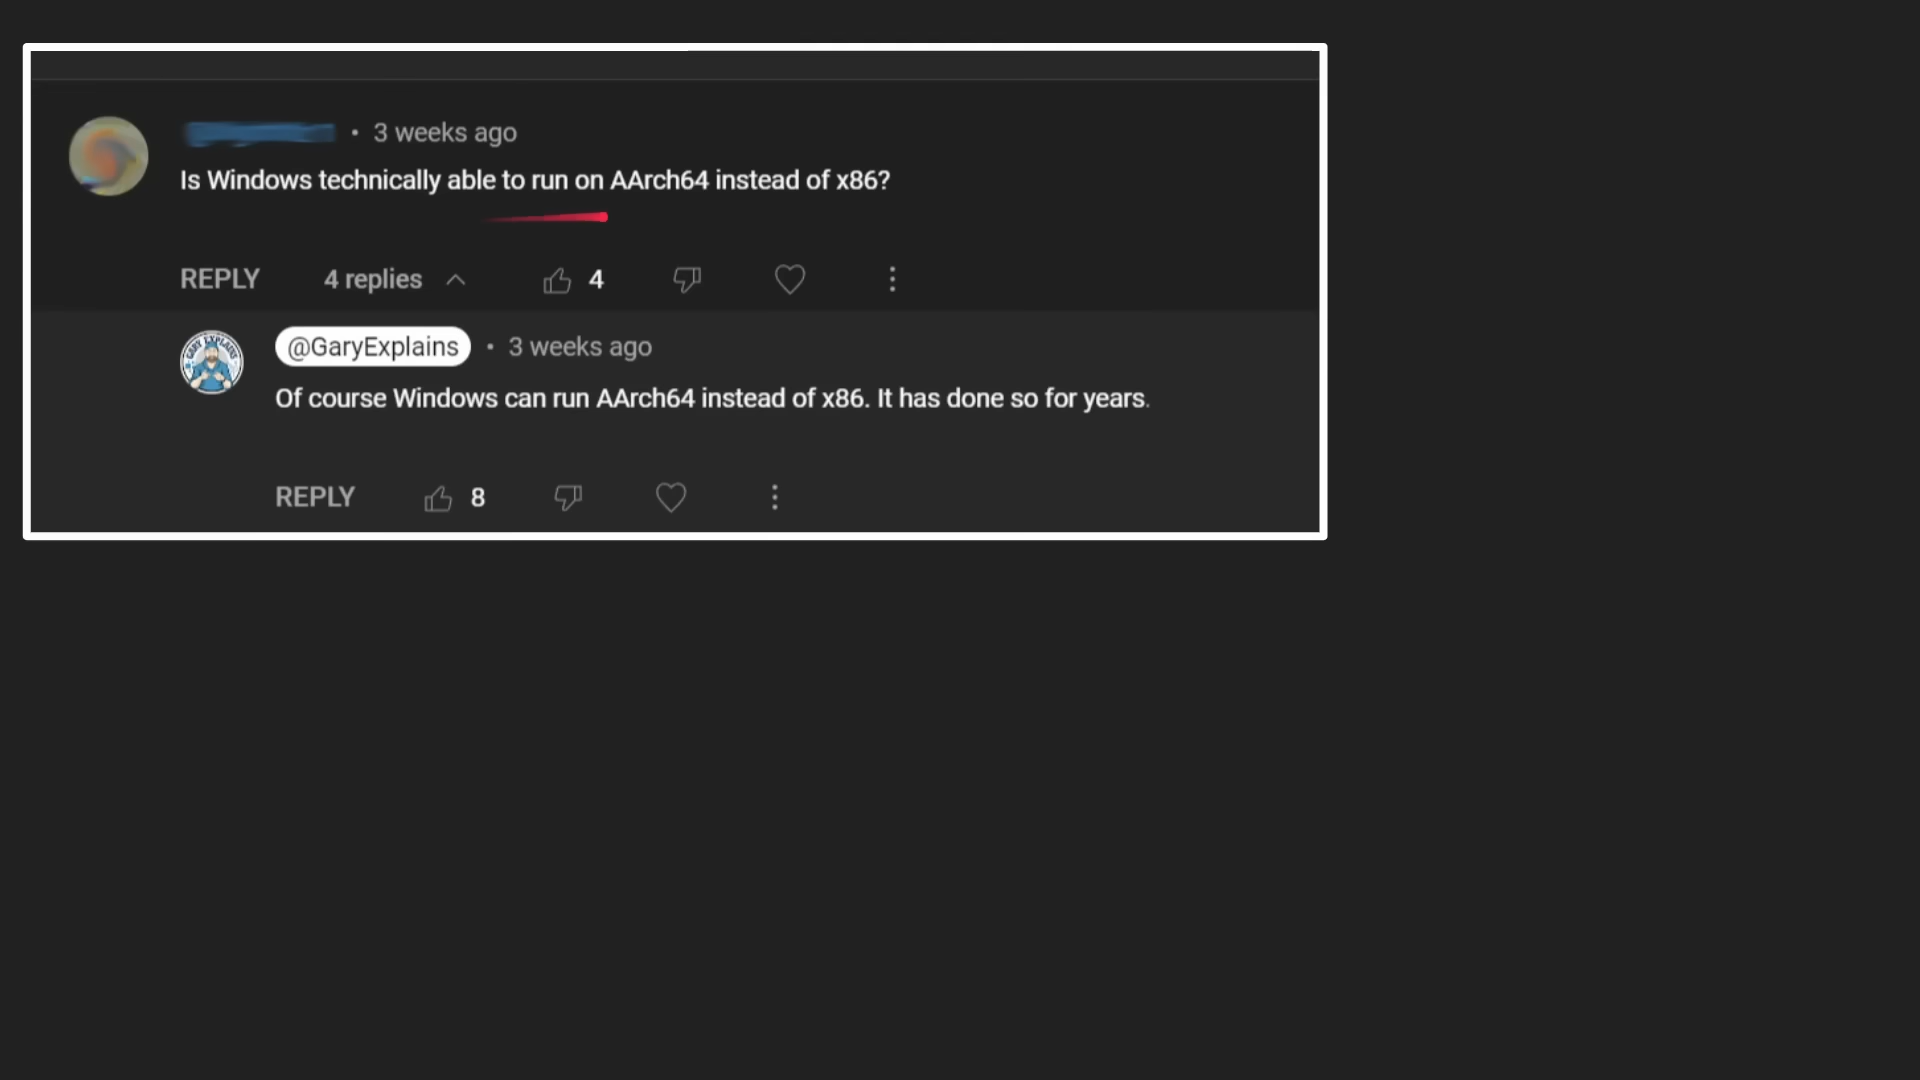 • 3 weeks ago
Is Windows technically able to run on AArch64 instead of x86?
REPLY 4 replies 4
GARY EXPLAINS
@GaryExplains • 3 weeks ago
Of course Windows can run AArch64 instead of x86. It has done so for years.
REPLY 8